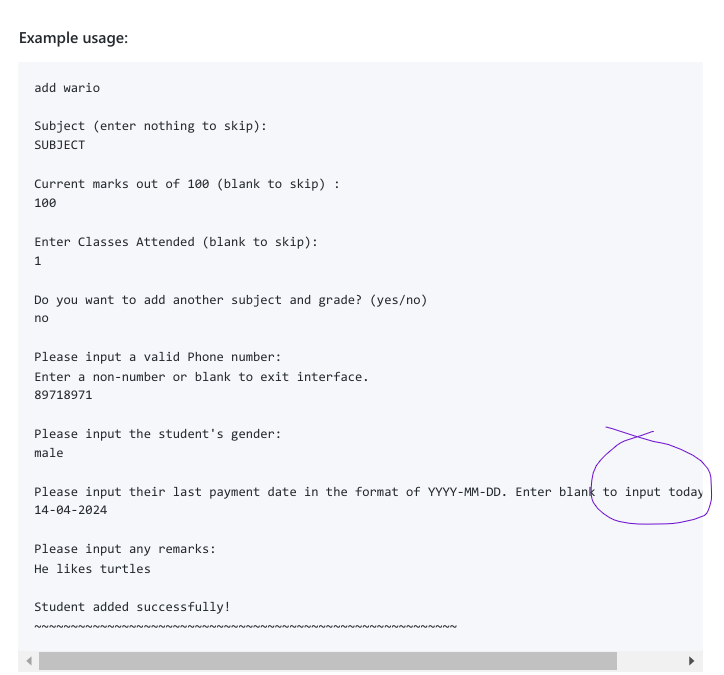 Example usage:
add wario
Subject (enter nothing to skip):
SUBJECT
Current marks out of 100 (blank to skip) :
100
Enter Classes Attended (blank to skip):
1
Do you want to add another subject and grade? (yes/no)
no
Please input a valid Phone number:
Enter a non-number or blank to exit interface.
89718971
Please input the student's gender:
male
Please input their last payment date in the format of YYYY-MM-DD. Enter blank to input today
14-04-2024
Please input any remarks:
He likes turtles
Student added successfully!
~~~~~~~~~~~~~~~~~~~~~~~~~~~~~~~~~~~~~~~~~~~~~~~~~~~~~~~~~~